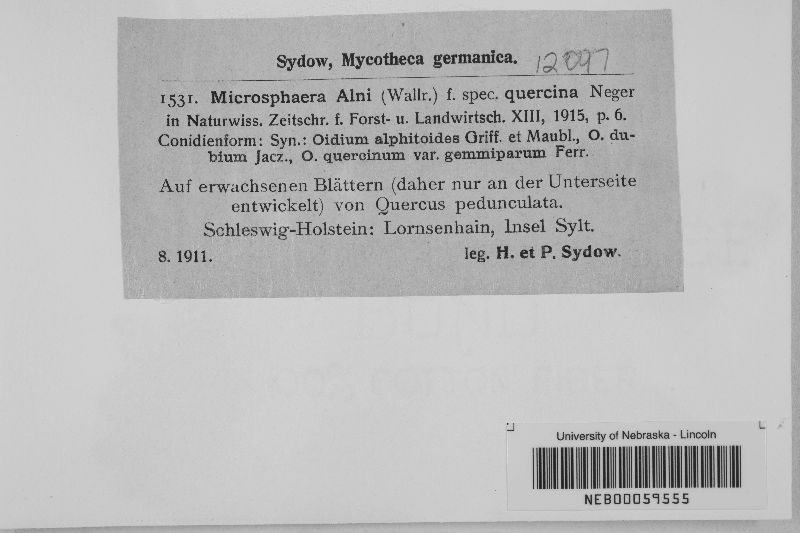 Sydow, Mycotheca germanica. 12097
1531. Microsphaera Alni (Wallr.) f. spec. quercina Neger
in Naturwiss. Zeitschr. f. Forst- u. Landwirtsch. XIII, 1915, p. 6.
Conidienform: Syn.: Oidium alphitoides Griff. et Maubl., O. du-
bium Jacz., O. quercinum var. gemmiparum Ferr.
Auf erwachsenen Blättern (daher nur an der Unterseite
entwickelt) von Quercus pedunculata.
Schleswig-Holstein: Lornsenhain, Insel Sylt.
8. 1911. leg. H. et P. Sydow.
University of Nebraska - Lincoln
NEB00059555